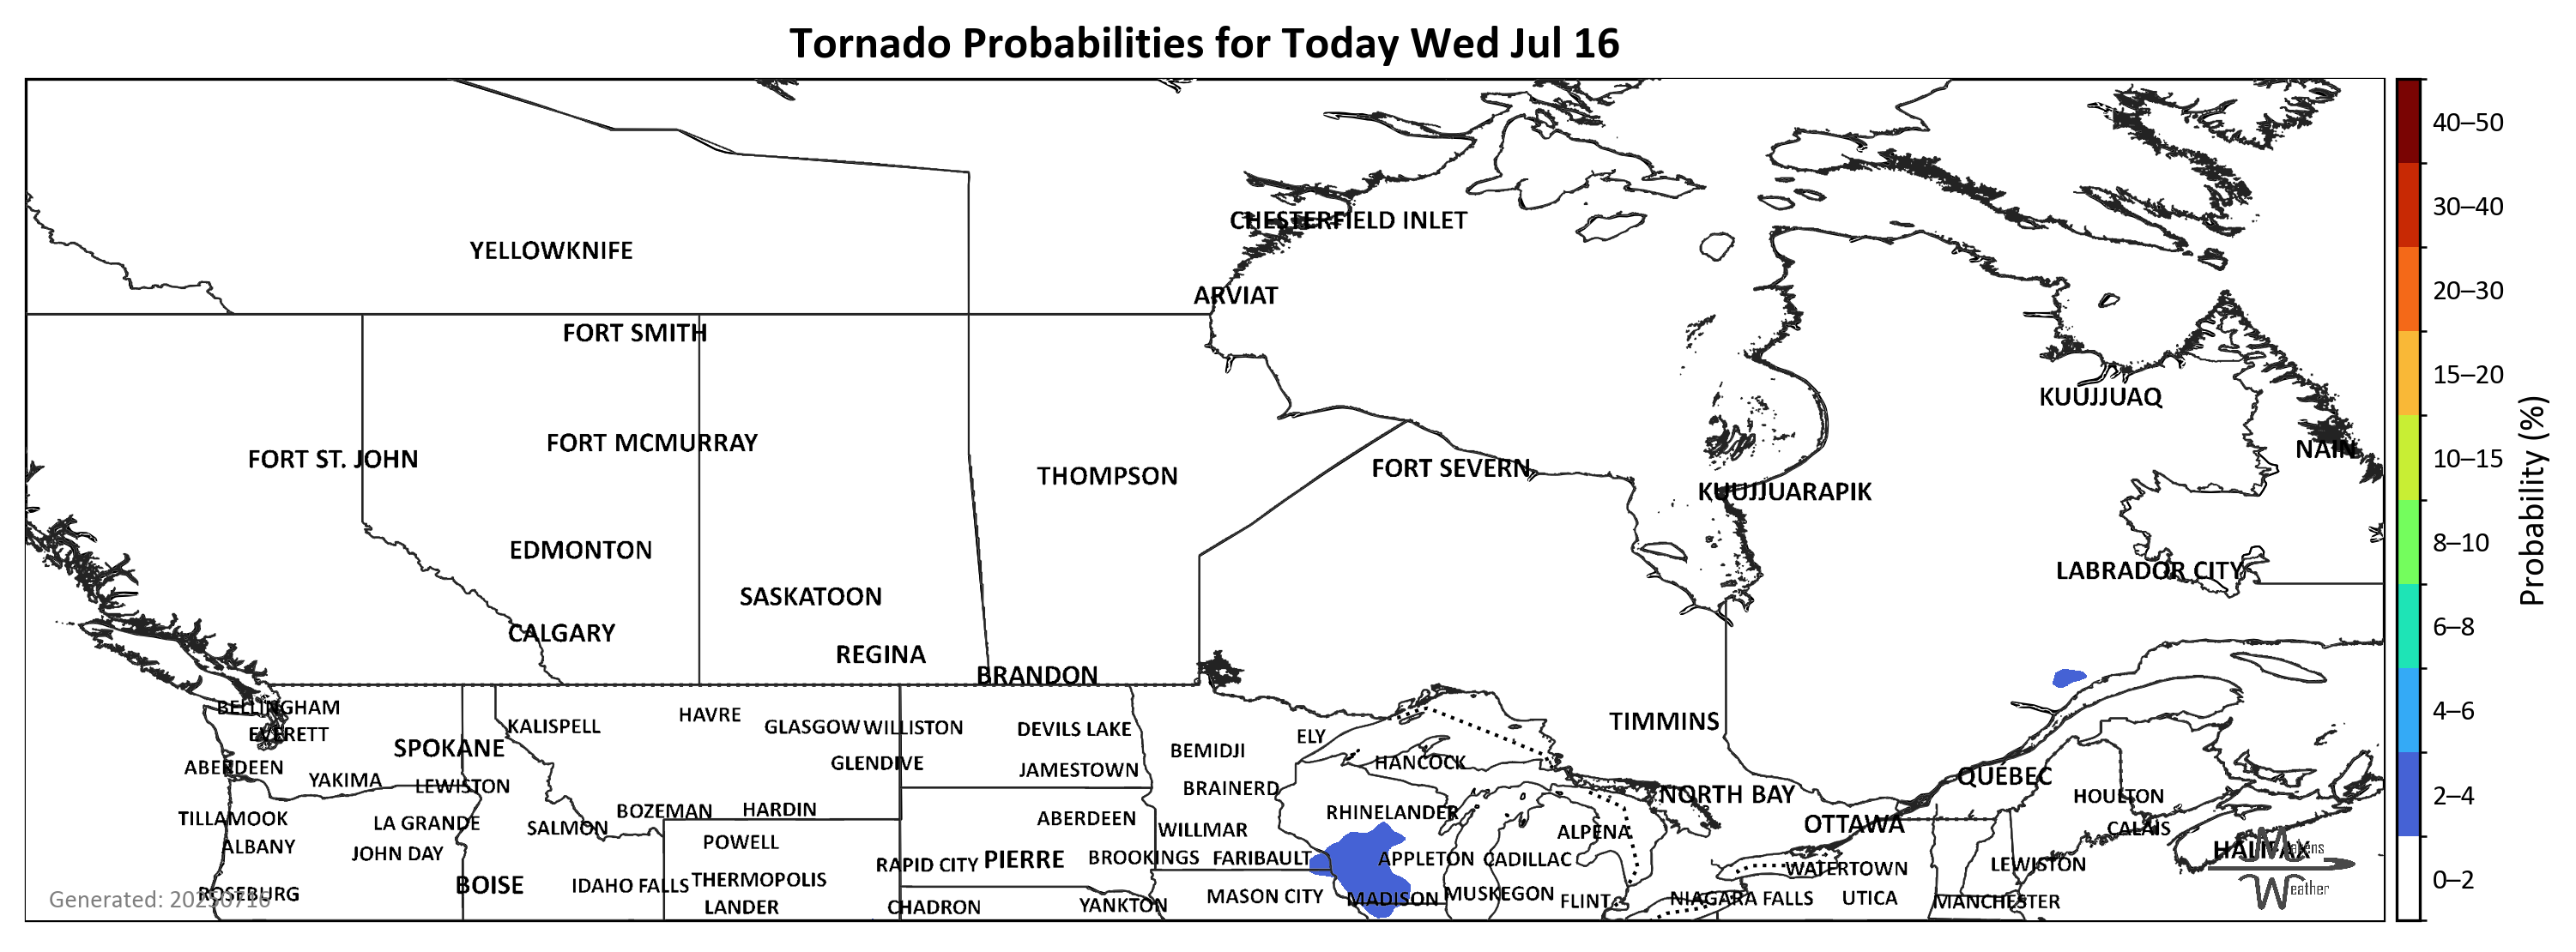 Tornado Probabilities for Today Wed Jul 16
40–50
30–40
CHESTERFIELD INLET
YELLOWKNIFE
20–30
ARVIAT
FORT SMITH
15–20
KUUJJUAQ
FORT MCMURRAY
NAIN
10–15
FORT ST. JOHN
FORT SEVERN
THOMPSON
KUUJJUARAPIK
Probability (%)
8–10
EDMONTON
LABRADOR CITY
SASKATOON
6–8
CALGARY
REGINA
BRANDON
BELLINGHAM
HAVRE
4–6
KALISPELL
GLASGOW
WILLISTON
DEVILS LAKE
TIMMINS
EVERETT
ELY
SPOKANE
BEMIDJI
ABERDEEN
GLENDIVE
JAMESTOWN
HANCOCK
QUÉBEC
YAKIMA
LEWISTON
BRAINERD
NORTH BAY
HOULTON
2–4
BOZEMAN
HARDIN
RHINELANDER
TILLAMOOK
LA GRANDE
SALMON
ABERDEEN
WILLMAR
ALPENA
OTTAWA
CALAIS
ALBANY
JOHN DAY
POWELL
RAPID CITY
PIERRE
BROOKINGS
FARIBAULT
APPLETON
CADILLAC
WATERTOWN
LEWISTON
HALIFAX
0–2
ROSEBURG
BOISE
IDAHO FALLS
THERMOPOLIS
MASON CITY
MADISON
MUSKEGON
FLINT
NIAGARA FALLS
UTICA
MANCHESTER
eather
Generated: 20250716
LANDER
CHADRON
YANKTON